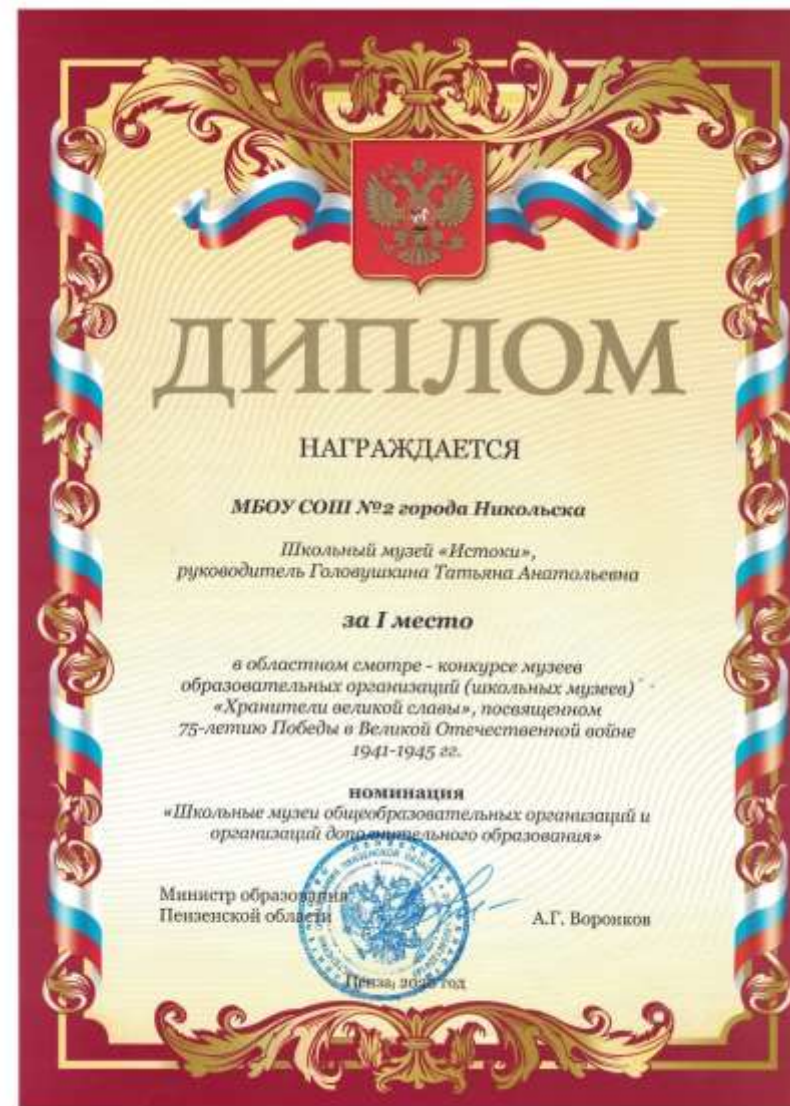 ДИПЛОМ
НАГРАЖДАЕТСЯ
МБОУ СОШ №2 города Никольска
Школьный музей «Истоки»,
руководитель Головушкина Татьяна Анатольевна
за I место
в областном смотре - конкурсе музеев
образовательных организаций (школьных музеев)
«Хранители великой славы», посвященном
75-летию Победы в Великой Отечественной войне
1941-1945 гг.
номинация
«Школьные музеи общеобразовательных организаций и
организаций дополнительного образования»
Министр образования
Пензенской области
А.Г. Воронков
Пенза, 2020 год